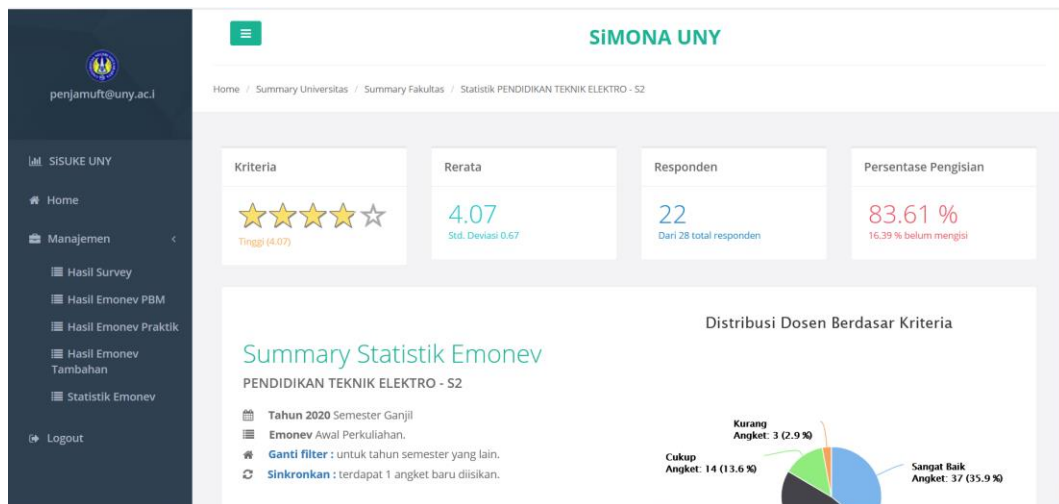 SiMONA UNY
penjamuft@uny.ac.i
Home / Summary Universitas / Summary Fakultas / Statistik PENDIDIKAN TEKNIK ELEKTRO - S2
SiSUKE UNY
Home
Manajemen
Hasil Survey
Hasil Emonev PBM
Hasil Emonev Praktik
Hasil Emonev
Tambahan
Statistik Emonev
Logout
Kriteria
Tinggi (4.07)
Rerata
4.07
Std. Deviasi 0.67
Responden
22
Dari 28 total responden
Persentase Pengisian
83.61 %
16.39 % belum mengisi
Summary Statistik Emonev
PENDIDIKAN TEKNIK ELEKTRO - S2
Tahun 2020 Semester Ganjil
Emonev Awal Perkuliahan.
Ganti filter : untuk tahun semester yang lain.
Sinkronkan : terdapat 1 angket baru diisikan.
Distribusi Dosen Berdasar Kriteria
Kurang
Angket: 3 (2.9 %)
Cukup
Angket: 14 (13.6 %)
Sangat Baik
Angket: 37 (35.9 %)